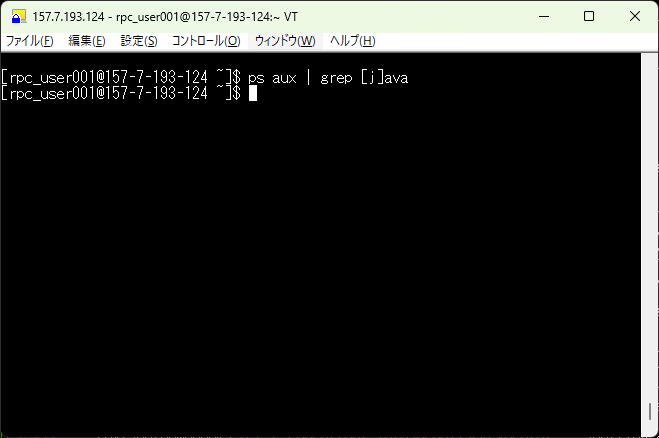 157.7.193.124 - rpc_user001@157-7-193-124:~ VT
ファイル(F) 編集(E) 設定(S) コントロール(O) ウィンドウ(W) ヘルプ(H)
[rpc_user001@157-7-193-124 ~]$ ps aux | grep [j]ava
[rpc_user001@157-7-193-124 ~]$